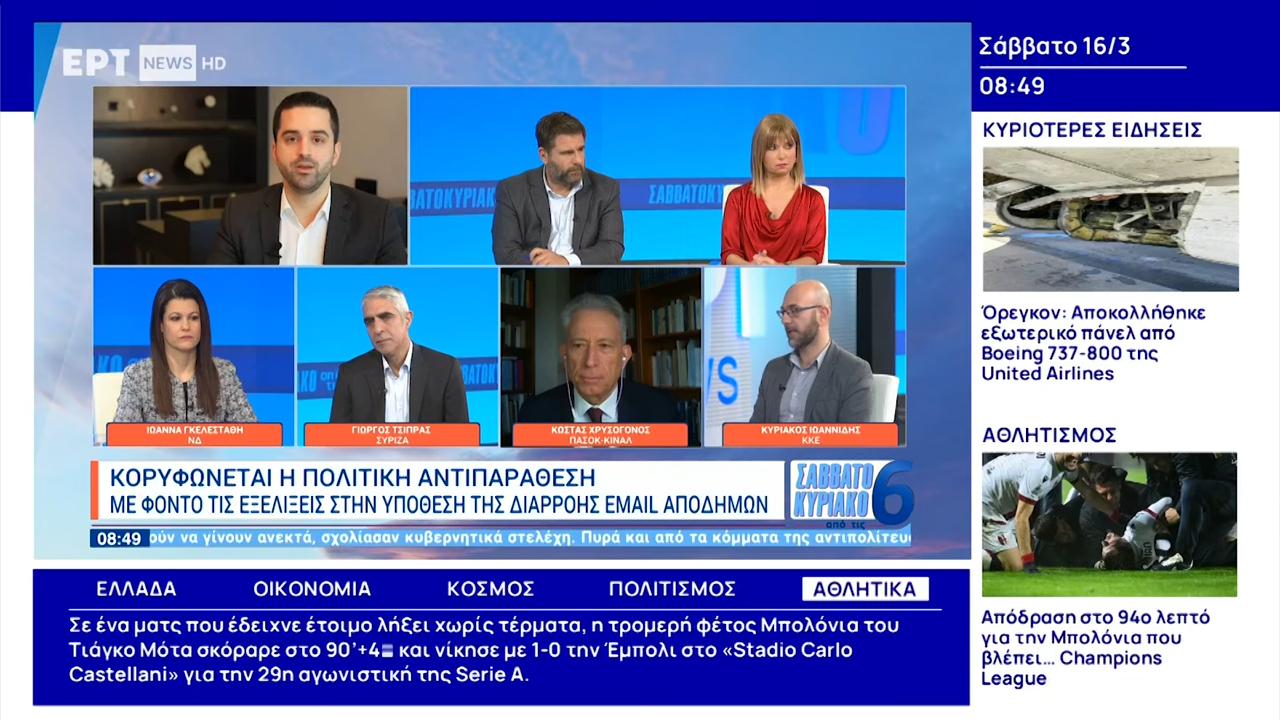 ΕΡΤ NEWS HD
Σάββατο 16/3
08:49
ΚΥΡΙΟΤΕΡΕΣ ΕΙΔΗΣΕΙΣ
Όρεγκον: Αποκολλήθηκε
εξωτερικό πάνελ από
Boeing 737-800 της
United Airlines
ΑΘΛΗΤΙΣΜΟΣ
Απόδραση στο 94ο λεπτό
για την Μπολόνια που
βλέπει... Champions
League
ΣΑΒΒΑΤΟΚ
ΙΩΑΝΝΑ ΓΚΕΛΕΣΤΑΘΗ
ΝΔ
ΓΙΩΡΓΟΣ ΤΣΙΠΡΑΣ
ΣΥΡΙΖΑ
ΚΩΣΤΑΣ ΧΡΥΣΟΓΟΝΟΣ
ΠΑΣΟΚ-ΚΙΝΑΛ
ΚΥΡΙΑΚΟΣ ΙΩΑΝΝΙΔΗΣ
ΚΚΕ
ΚΟΡΥΦΩΝΕΤΑΙ Η ΠΟΛΙΤΙΚΗ ΑΝΤΙΠΑΡΑΘΕΣΗ
ΜΕ ΦΟΝΤΟ ΤΙΣ ΕΞΕΛΙΞΕΙΣ ΣΤΗΝ ΥΠΟΘΕΣΗ ΤΗΣ ΔΙΑΡΡΟΗΣ EMAIL ΑΠΟΔΗΜΩΝ
ΣΑΒΒΑΤΟ
ΚΥΡΙΑΚΟ
από τις 6
08:49 ούν να γίνουν ανεκτά, σχολίασαν κυβερνητικά στελέχη. Πυρά και από τα κόμματα της αντιπολίτευσ
ΕΛΛΑΔΑ ΟΙΚΟΝΟΜΙΑ ΚΟΣΜΟΣ ΠΟΛΙΤΙΣΜΟΣ ΑΘΛΗΤΙΚΑ
Σε ένα ματς που έδειχνε έτοιμο λήξει χωρίς τέρματα, η τρομερή φέτος Μπολόνια του
Τιάγκο Μότα σκόραρε στο 90’+4 και νίκησε με 1-0 την Έμπολι στο «Stadio Carlo
Castellani» για την 29η αγωνιστική της Serie A.